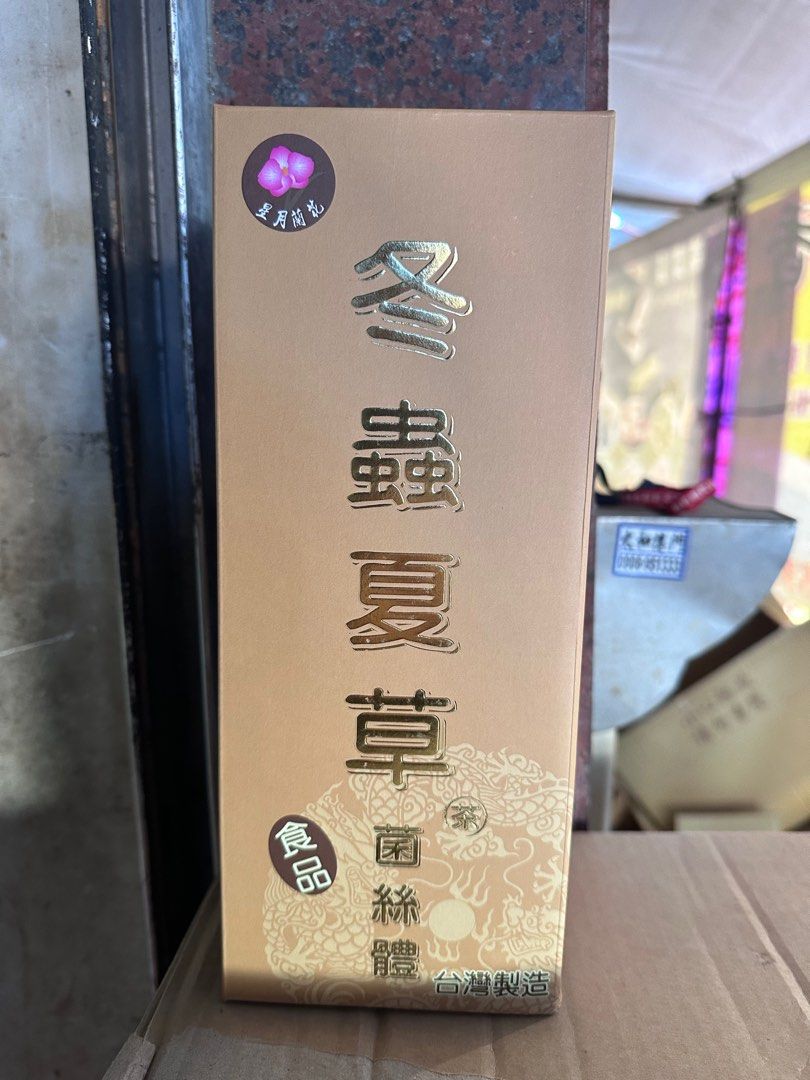 星月蘭花
冬蟲夏草
茶
菌絲體
食品
台灣製造